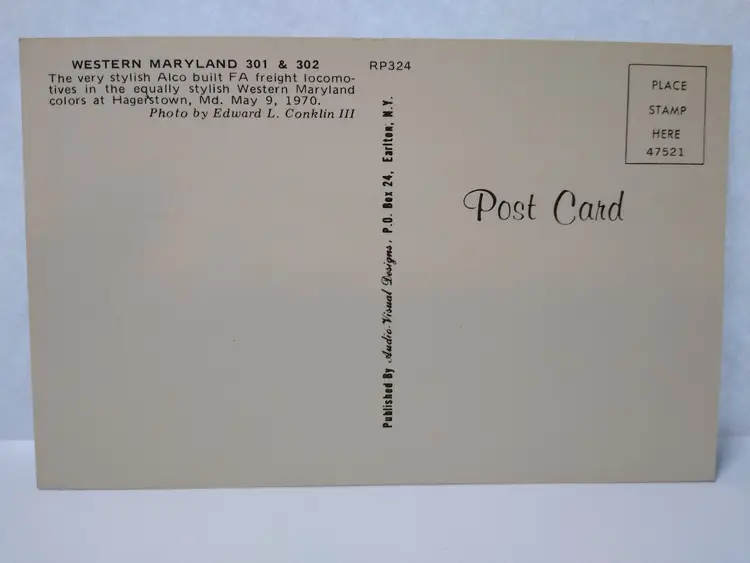 WESTERN MARYLAND 301 & 302
The very stylish Alco built FA freight locomo-
tives in the equally stylish Western Maryland
colors at Hagerstown, Md. May 9, 1970.
Photo by Edward L. Conklin III
RP324
Published By Audio-Visual Designs, P.O. Box 24, Earlton, N.Y.
PLACE
STAMP
HERE
47521
Post Card